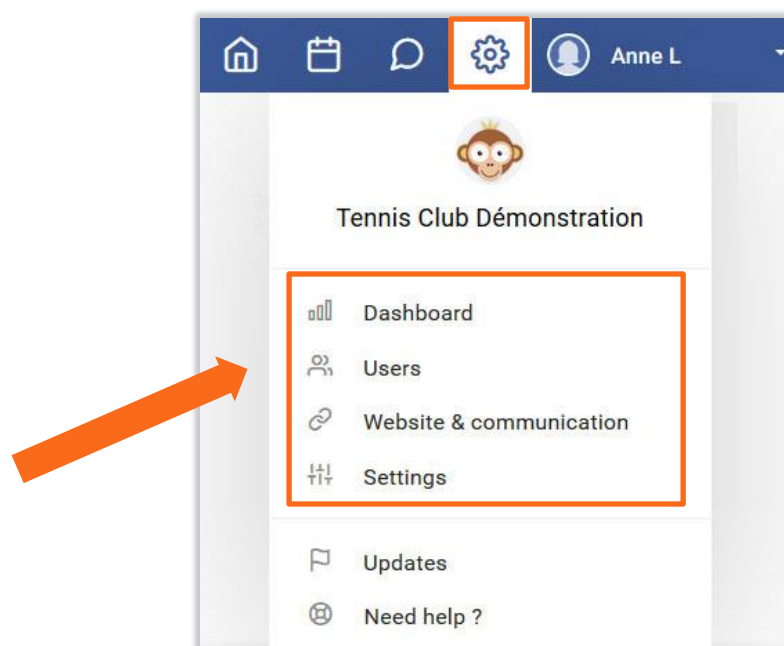 Anne L
Tennis Club Démonstration
Dashboard
Users
Website & communication
Settings
Updates
Need help ?